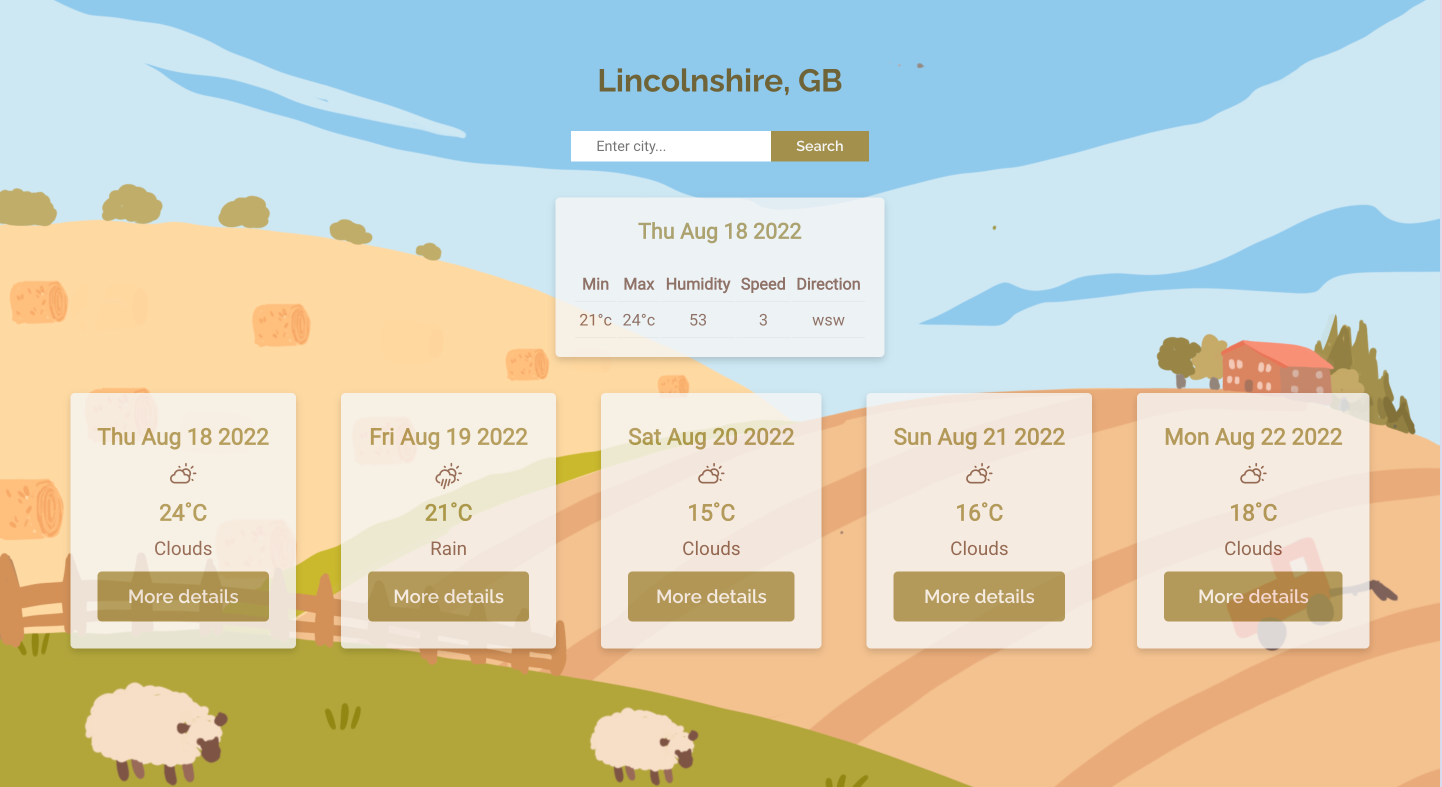 Lincolnshire, GB
Enter city... Search
Thu Aug 18 2022
Min Max Humidity Speed Direction
21°c 24°c 53 3 wsw
Thu Aug 18 2022 Fri Aug 19 2022 Sat Aug 20 2022 Sun Aug 21 2022 Mon Aug 22 2022
24°C 21°C 15°C 16°C 18°C
Clouds Rain Clouds Clouds Clouds
More details More details More details More details More details